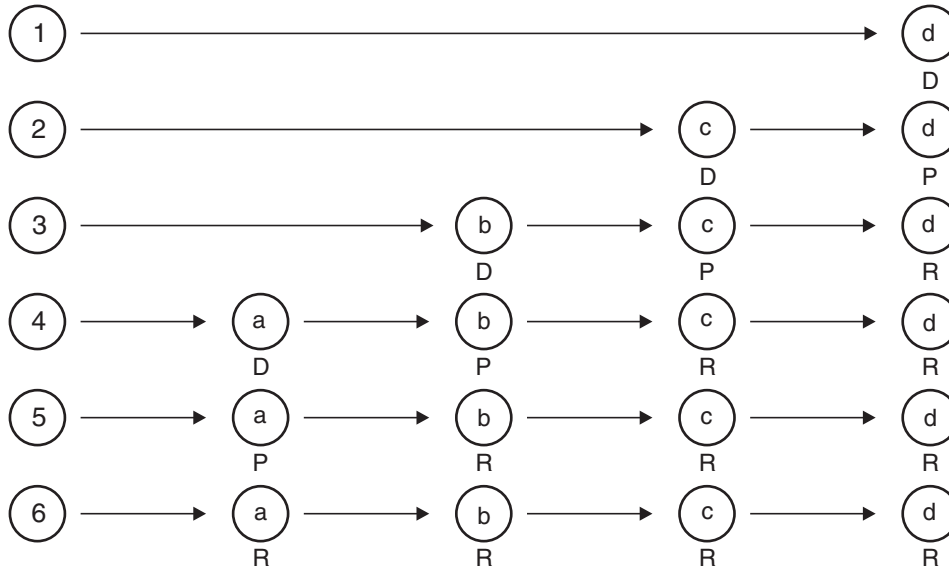 1 d
D
2 c d
D P
3 b c d
D P R
4 a b c d
D P R R
5 a b c d
P R R R
6 a b c d
R R R R